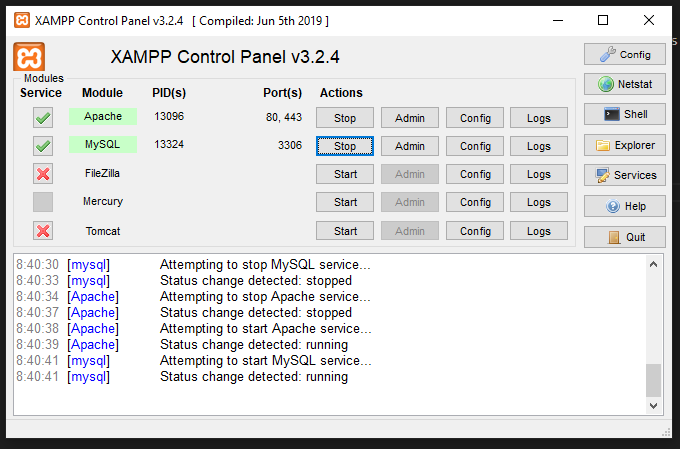 XAMPP Control Panel v3.2.4 [ Compiled: Jun 5th 2019 ]
XAMPP Control Panel v3.2.4
Config
Modules
Service Module PID(s) Port(s) Actions
Netstat
Apache 13096 80, 443 Stop Admin Config Logs
Shell
MySQL 13324 3306 Stop Admin Config Logs
Explorer
FileZilla Start Admin Config Logs
Services
Mercury Start Admin Config Logs
Help
Tomcat Start Admin Config Logs
Quit
8:40:30 [mysql] Attempting to stop MySQL service...
8:40:33 [mysql] Status change detected: stopped
8:40:34 [Apache] Attempting to stop Apache service...
8:40:37 [Apache] Status change detected: stopped
8:40:38 [Apache] Attempting to start Apache service...
8:40:39 [Apache] Status change detected: running
8:40:41 [mysql] Attempting to start MySQL service...
8:40:41 [mysql] Status change detected: running